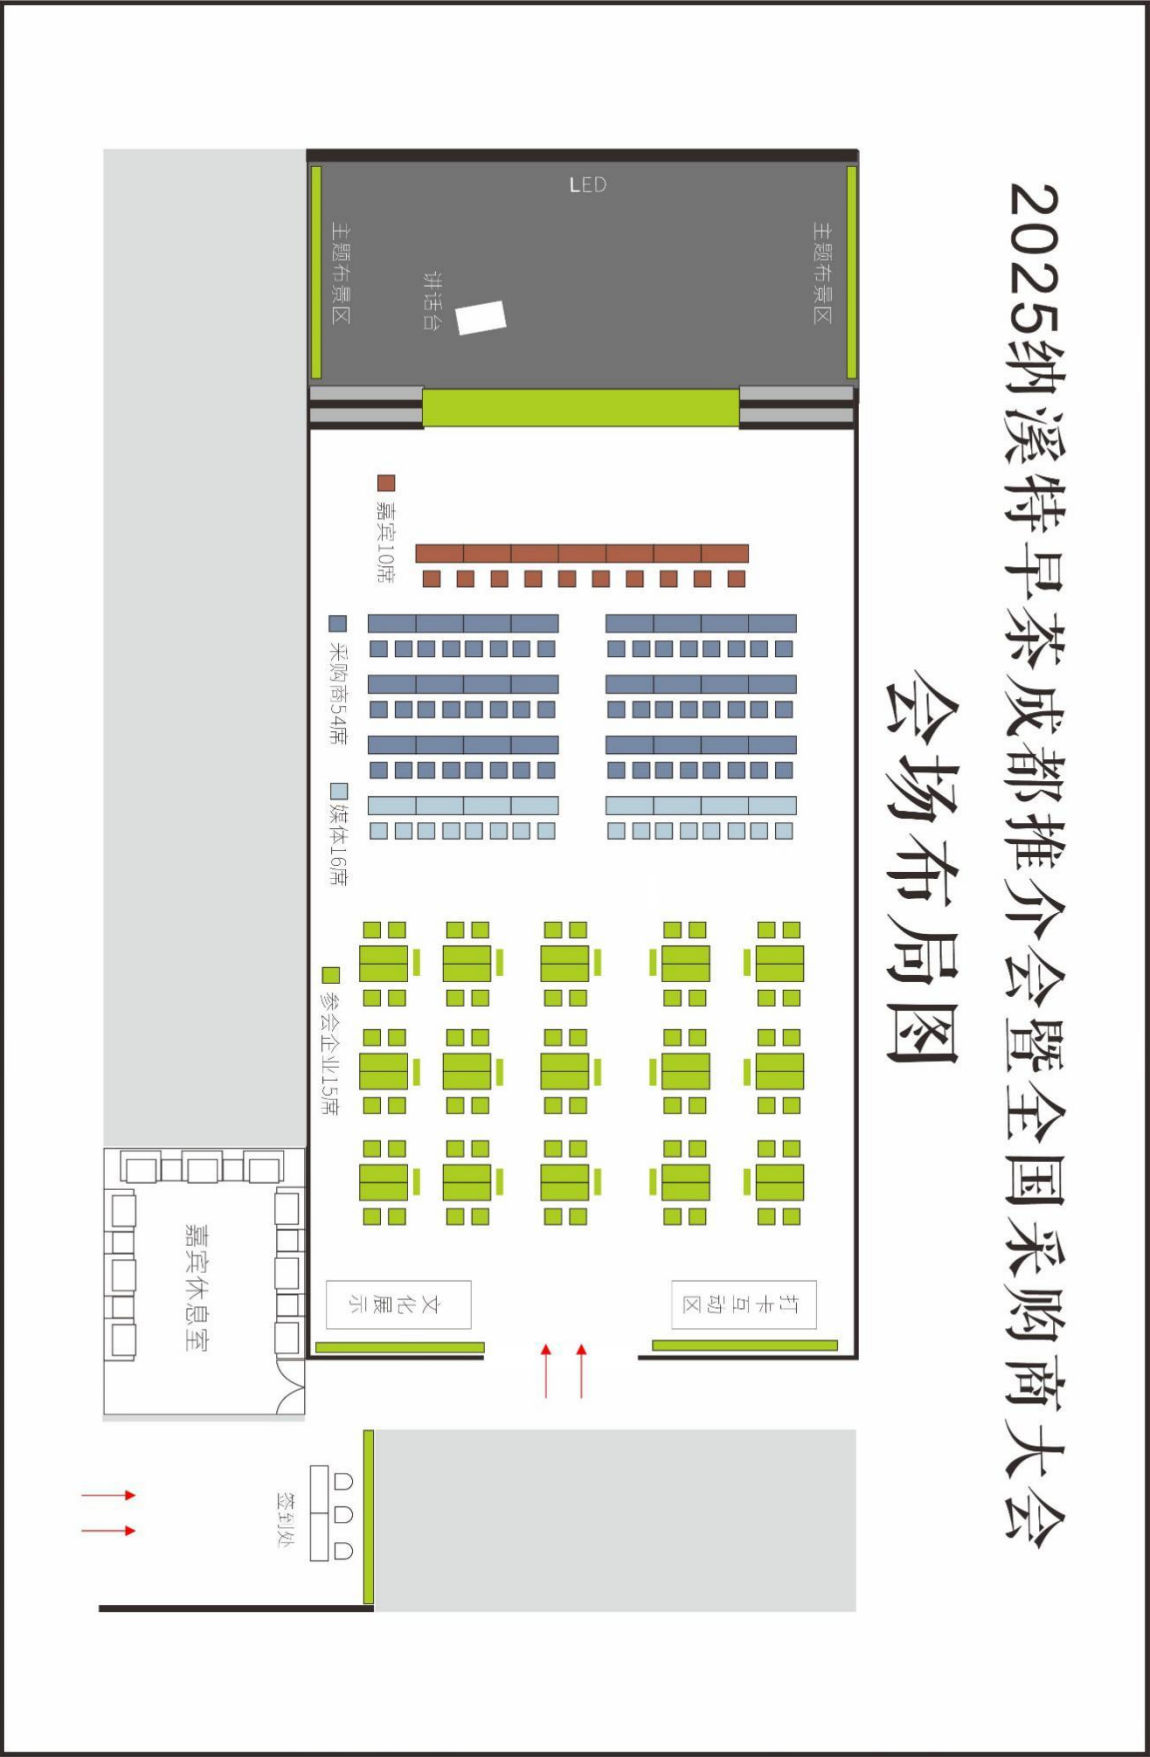 2025纳溪特早茶成都推介会暨全国采购商大会
会场布局图
LED
主题布景区
主题布景区
讲话台
嘉宾10席
采购商54席
媒体16席
参会企业15席
文化展示
打卡互动区
嘉宾休息室
签到处